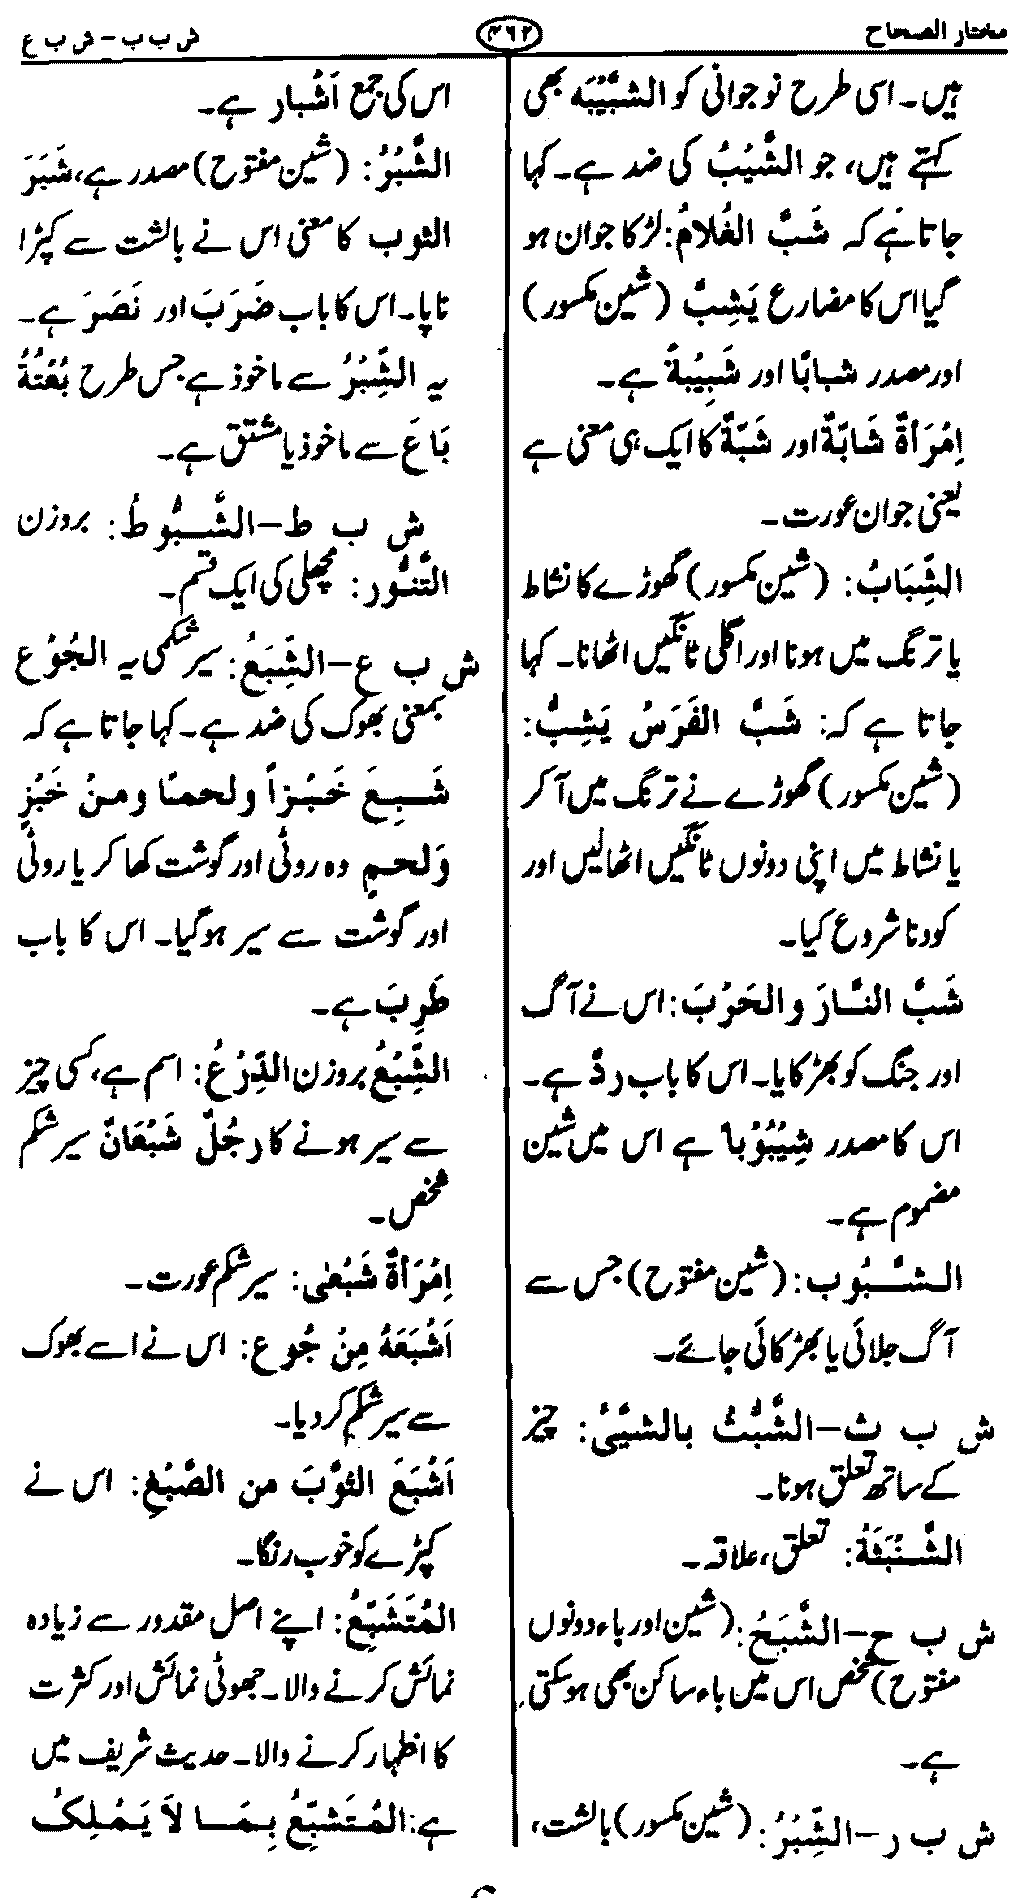 مختار الصحاح
۴۶۲
ش ب ب – ش ب ع
ہیں۔ اسی طرح نوجوانی کو الشَّبِيْبَه بھی
کہتے ہیں، جو الشَّيْبُ کی ضد ہے۔ کہا
جاتا ہے کہ شَبَّ الغُلامُ: لڑکا جوان ہو
گیا اس کا مضارع يَشِبُّ (شین مکسور)
اور مصدر شبابًا اور شَبِيبَةً ہے۔
اِمْرَأةٌ شَابَّةٌ اور شَبَّةٌ کا ایک ہی معنی ہے
یعنی جوان عورت۔
الشِّبَابُ: (شین مکسور) گھوڑے کا نشاط
یا ترنگ میں ہونا اور اگلی ٹانگیں اٹھانا۔ کہا
جاتا ہے کہ: شَبَّ الفَرَسُ يَشِبُّ:
(شین مکسور) گھوڑے نے ترنگ میں آ کر
یا نشاط میں اپنی دونوں ٹانگیں اٹھالیں اور
کودنا شروع کیا۔
شَبَّ النَّارَ والحَرْبَ: اس نے آگ
اور جنگ کو بھڑکایا۔ اس کا باب ردَّ ہے۔
اس کا مصدر شِيُبُوْبا ہے اس میں شین
مضموم ہے۔
الشَّبُوب: (شین مفتوح) جس سے
آگ جلائی یا بھڑکائی جائے۔
ش ب ث – الشَّبُّثُ بالشيْئ: چیز
کے ساتھ تعلق ہونا۔
الشَّنْبَثَةُ: تعلق، علاقہ۔
ش ب ح – الشَّبَحُ: (شین اور باء دونوں
مفتوح) شخص اس میں باء ساکن بھی ہو سکتی
ہے۔
ش ب ر – الشِّبْرُ: (شین مکسور) بالشت،
اس کی جمع اَشْبار ہے۔
الشَّبْرُ: (شین مفتوح) مصدر ہے، شَبَرَ
الثوب کا معنی اس نے بالشت سے کپڑا
ناپا۔ اس کا باب ضَرَبَ اور نَصَرَ ہے۔
یہ الشِّبْرُ سے ماخوذ ہے جس طرح بُعْتُهُ
بَاعَ سے ماخوذ یا مشتق ہے۔
ش ب ط – الشَّبُّوطُ: بروزن
التَّنُّور: مچھلی کی ایک قسم۔
ش ب ع – الشِّبَعُ: سیر شکمی یہ الجُوْع
بمعنی بھوک کی ضد ہے۔ کہا جاتا ہے کہ
شَبِعَ خَبْزاً ولحمًا ومنْ خَبْزٍ
وَلحمٍ وہ روٹی اور گوشت کھا کر یا روٹی
اور گوشت سے سیر ہو گیا۔ اس کا باب
طَرِبَ ہے۔
الشِّبْعُ بروزن الدِّرْعُ: اسم ہے، کسی چیز
سے سیر ہونے کا رجُلٌ شَبْعَانٌ سیر شکم
شخص۔
اِمْرَأةٌ شَبْعٰی: سیر شکم عورت۔
اَشْبَعَهُ مِنْ جُوعٍ: اس نے اسے بھوک
سے سیر شکم کر دیا۔
اَشْبَعَ الثوْبَ من الصِّبْغِ: اس نے
کپڑے کو خوب رنگا۔
المُتَشَبِّعُ: اپنے اصل مقدور سے زیادہ
نمائش کرنے والا۔ جھوٹی نمائش اور کثرت
کا اظہار کرنے والا۔ حدیث شریف میں
ہے: المُتَشَبِّعُ بِمَا لاَ يَمْلِكُ